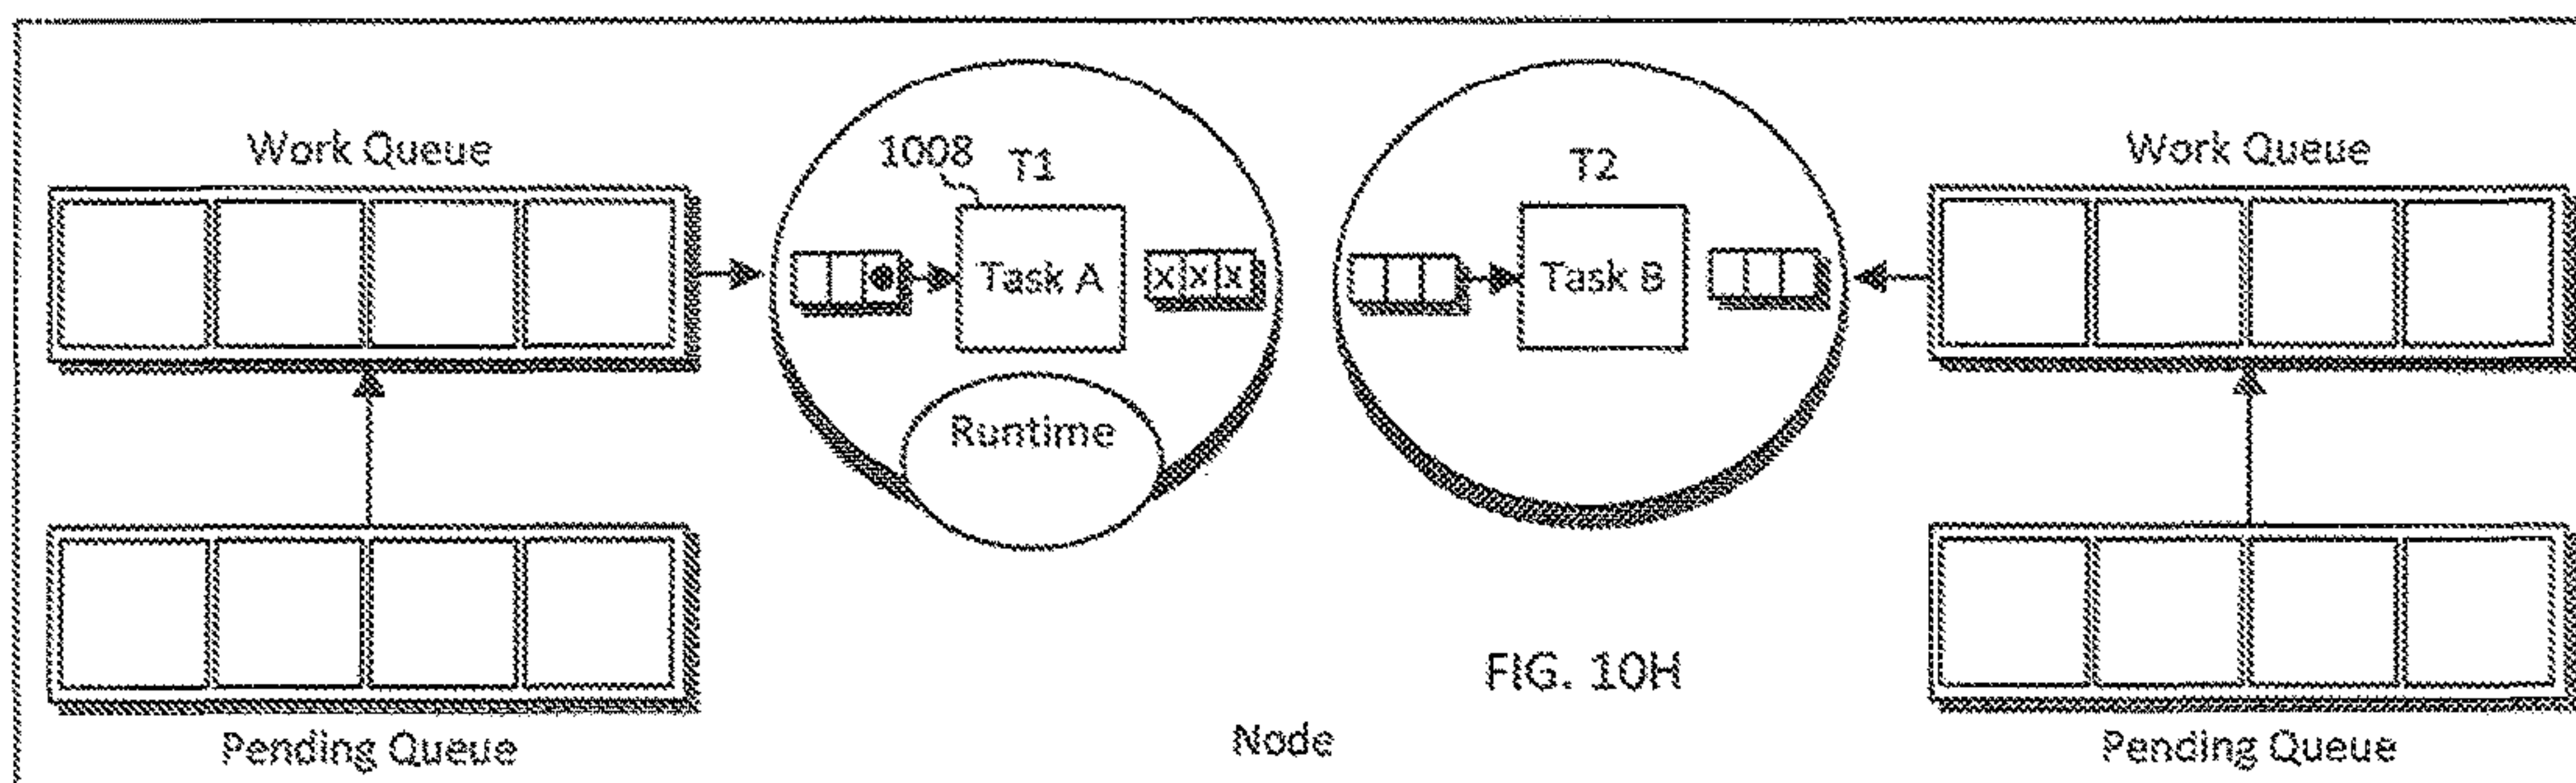 Work Queue
1008
T1
T2
Work Queue
Task A
X X X
Task B
Runtime
FIG. 10H
Pending Queue
Node
Pending Queue